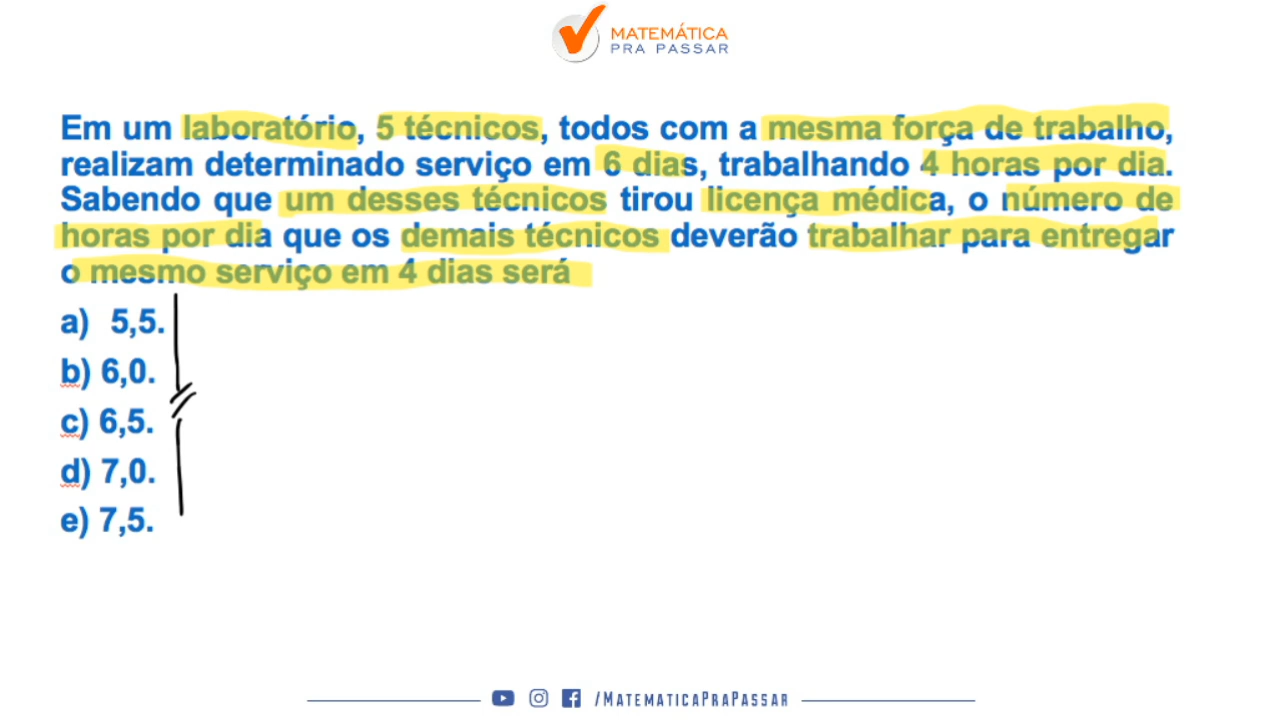 MATEMÁTICA
PRA PASSAR
Em um laboratório, 5 técnicos, todos com a mesma força de trabalho,
realizam determinado serviço em 6 dias, trabalhando 4 horas por dia.
Sabendo que um desses técnicos tirou licença médica, o número de
horas por dia que os demais técnicos deverão trabalhar para entregar
o mesmo serviço em 4 dias será
a) 5,5.
b) 6,0.
c) 6,5.
d) 7,0.
e) 7,5.
/MATEMATICAPRAPASSAR